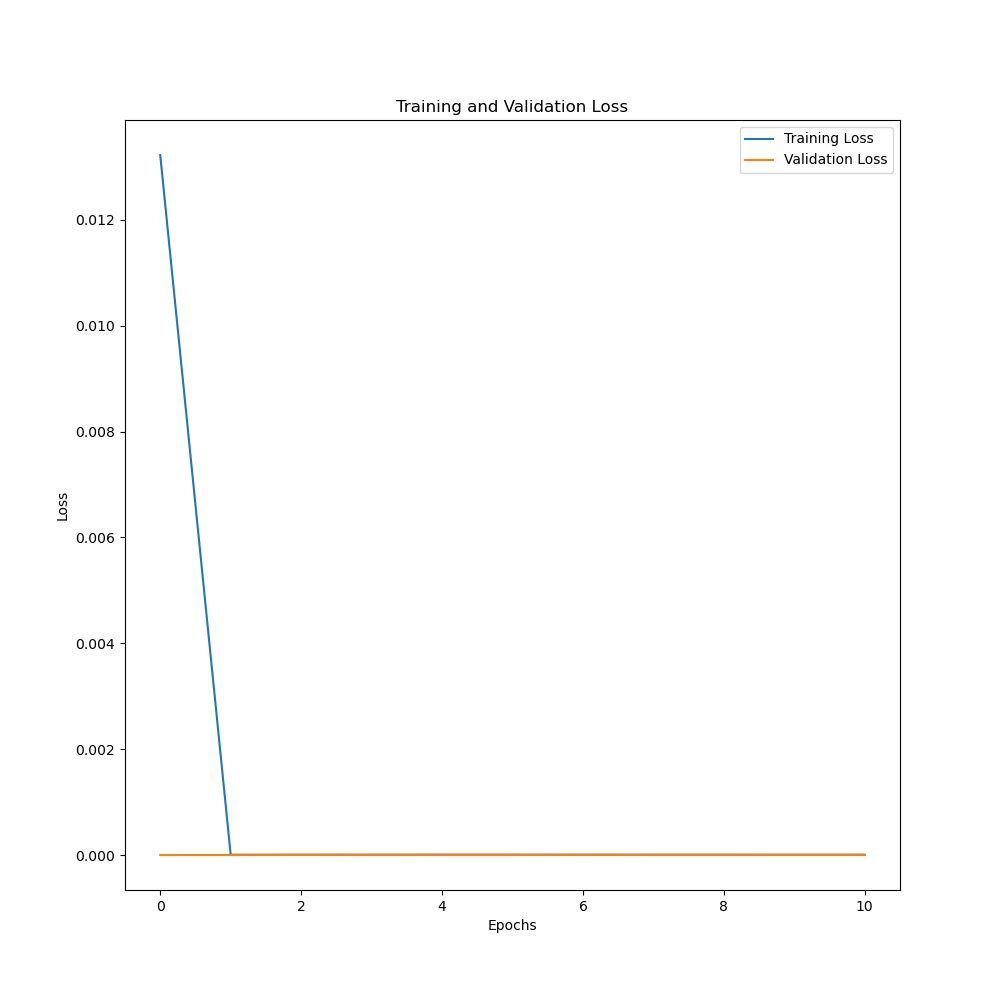 Training and Validation Loss
Training Loss
Validation Loss
0.012
0.010
0.008
0.006
0.004
0.002
0.000
Loss
0 2 4 6 8 10
Epochs